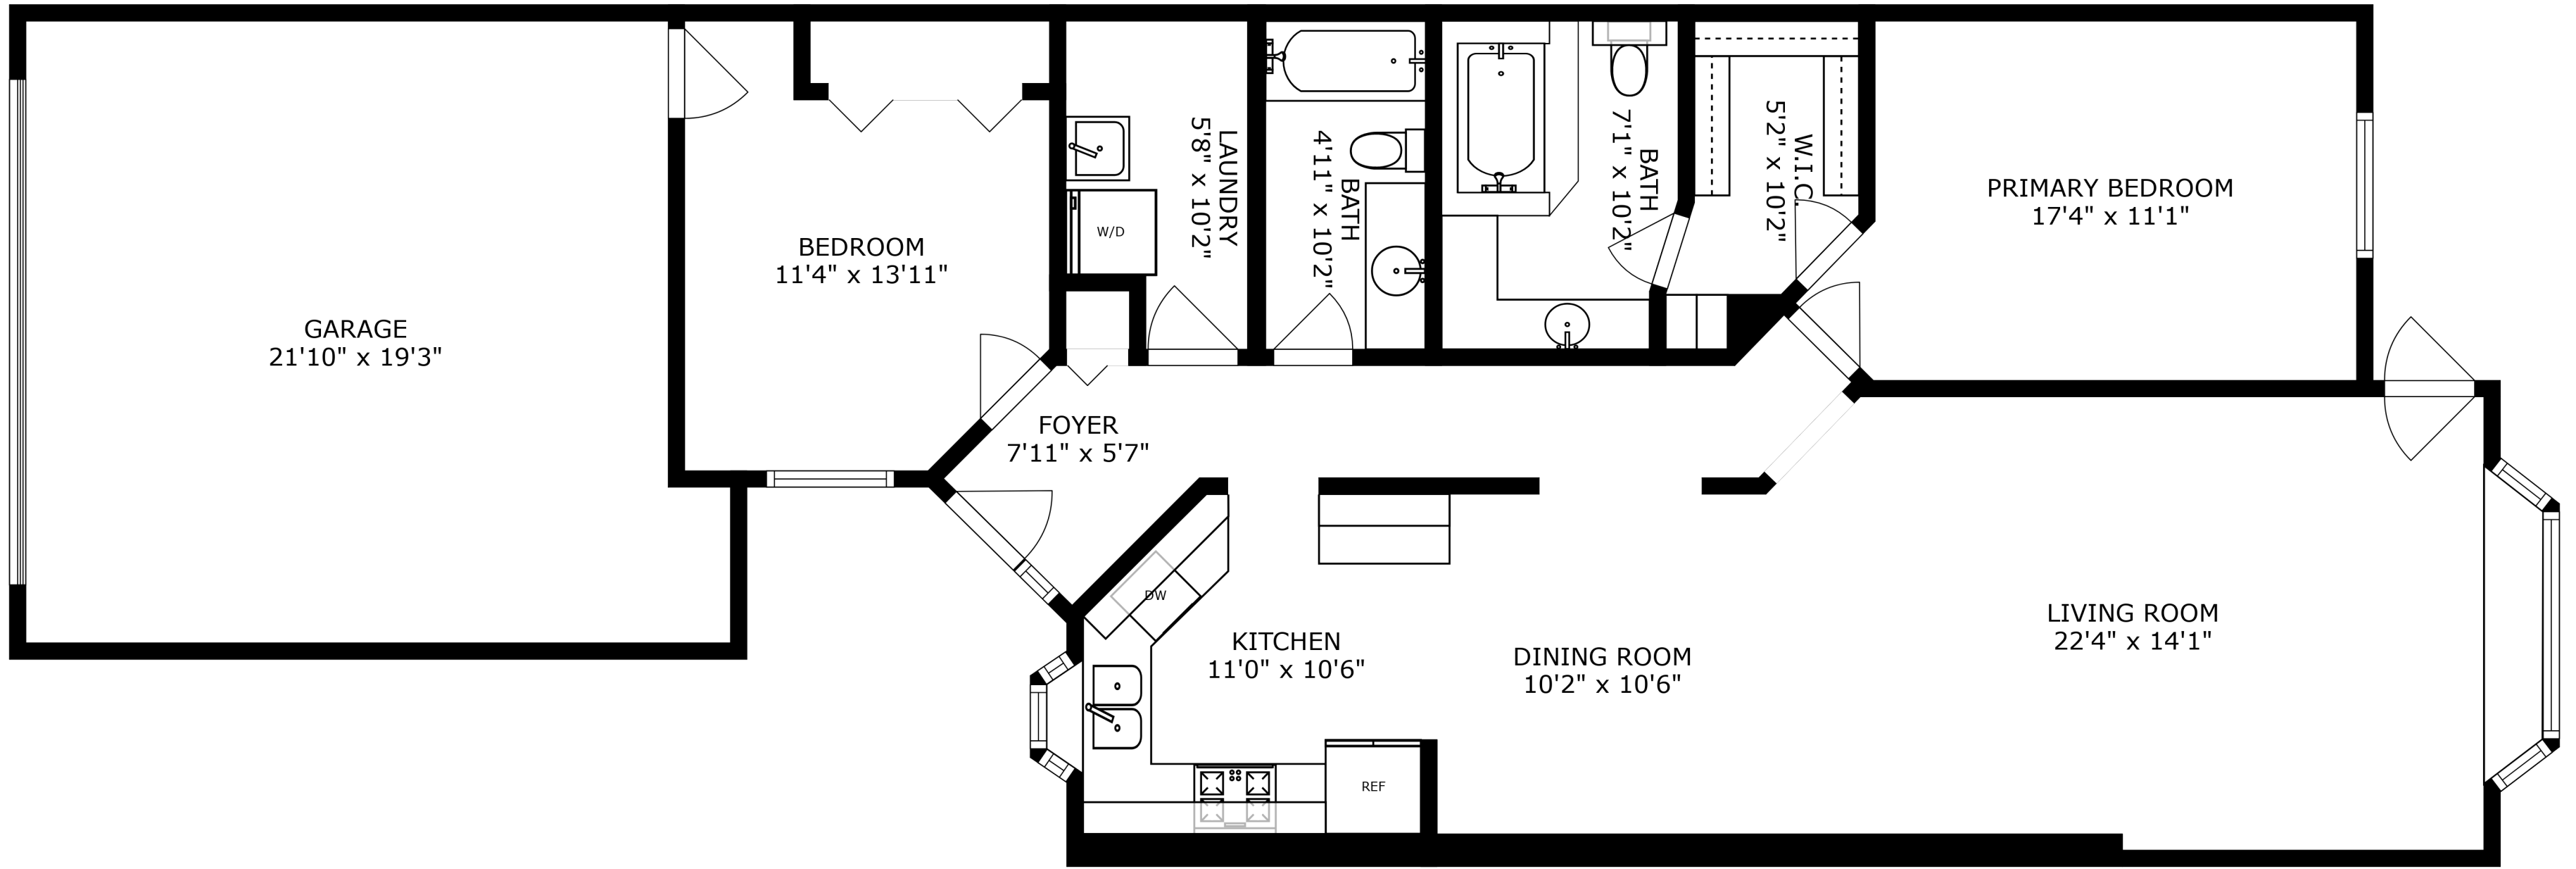 GARAGE
21'10" x 19'3"
BEDROOM
11'4" x 13'11"
LAUNDRY
5'8" x 10'2"
W/D
BATH
4'11" x 10'2"
BATH
7'1" x 10'2"
W.I.C.
5'2" x 10'2"
PRIMARY BEDROOM
17'4" x 11'1"
FOYER
7'11" x 5'7"
DW
KITCHEN
11'0" x 10'6"
REF
DINING ROOM
10'2" x 10'6"
LIVING ROOM
22'4" x 14'1"